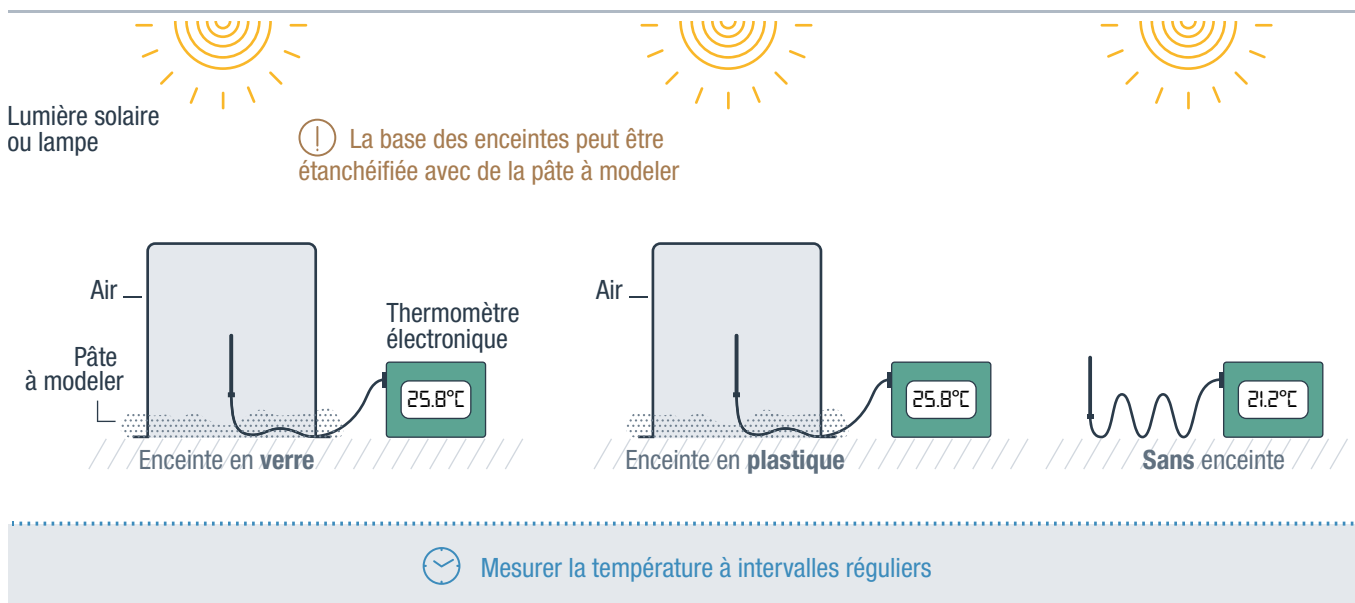 Lumière solaire
ou lampe
La base des enceintes peut être
étanchéifiée avec de la pâte à modeler
Air
Pâte
à modeler
Thermomètre
électronique
25.8°C
Enceinte en verre
Air
25.8°C
Enceinte en plastique
21.2°C
Sans enceinte
Mesurer la température à intervalles réguliers